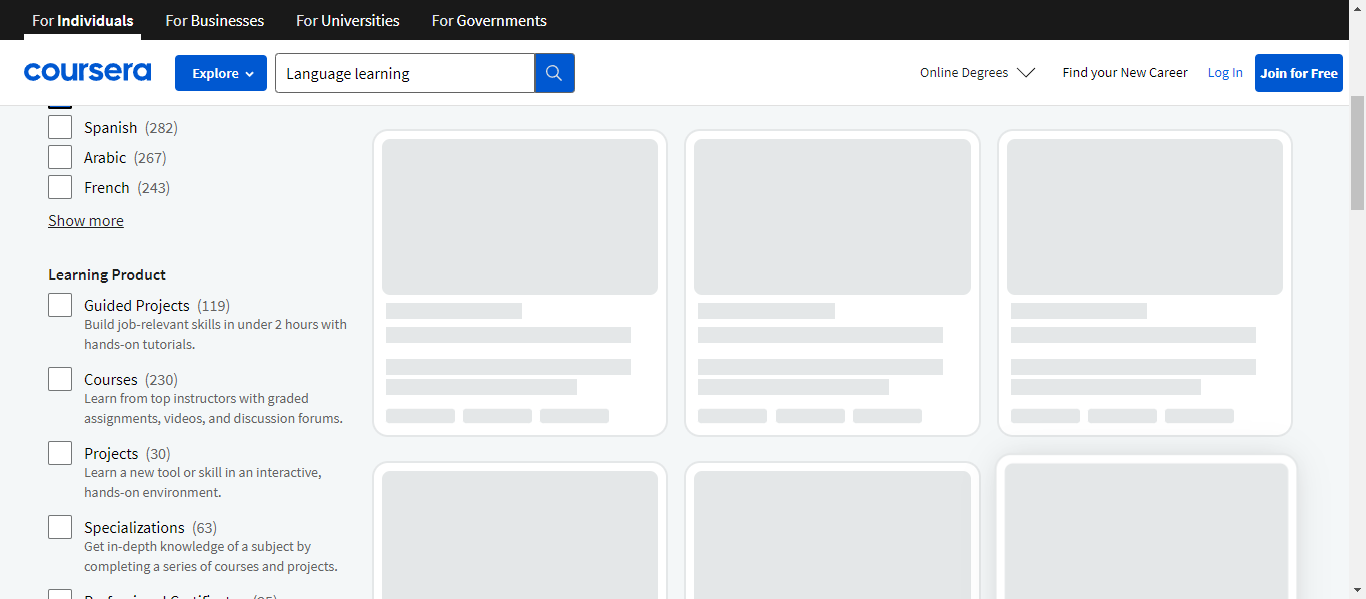 For Individuals For Businesses For Universities For Governments
coursera Explore Language learning Online Degrees Find your New Career Log In Join for Free
Spanish (282)
Arabic (267)
French (243)
Show more
Learning Product
Guided Projects (119)
Build job-relevant skills in under 2 hours with
hands-on tutorials.
Courses (230)
Learn from top instructors with graded
assignments, videos, and discussion forums.
Projects (30)
Learn a new tool or skill in an interactive,
hands-on environment.
Specializations (63)
Get in-depth knowledge of a subject by
completing a series of courses and projects.